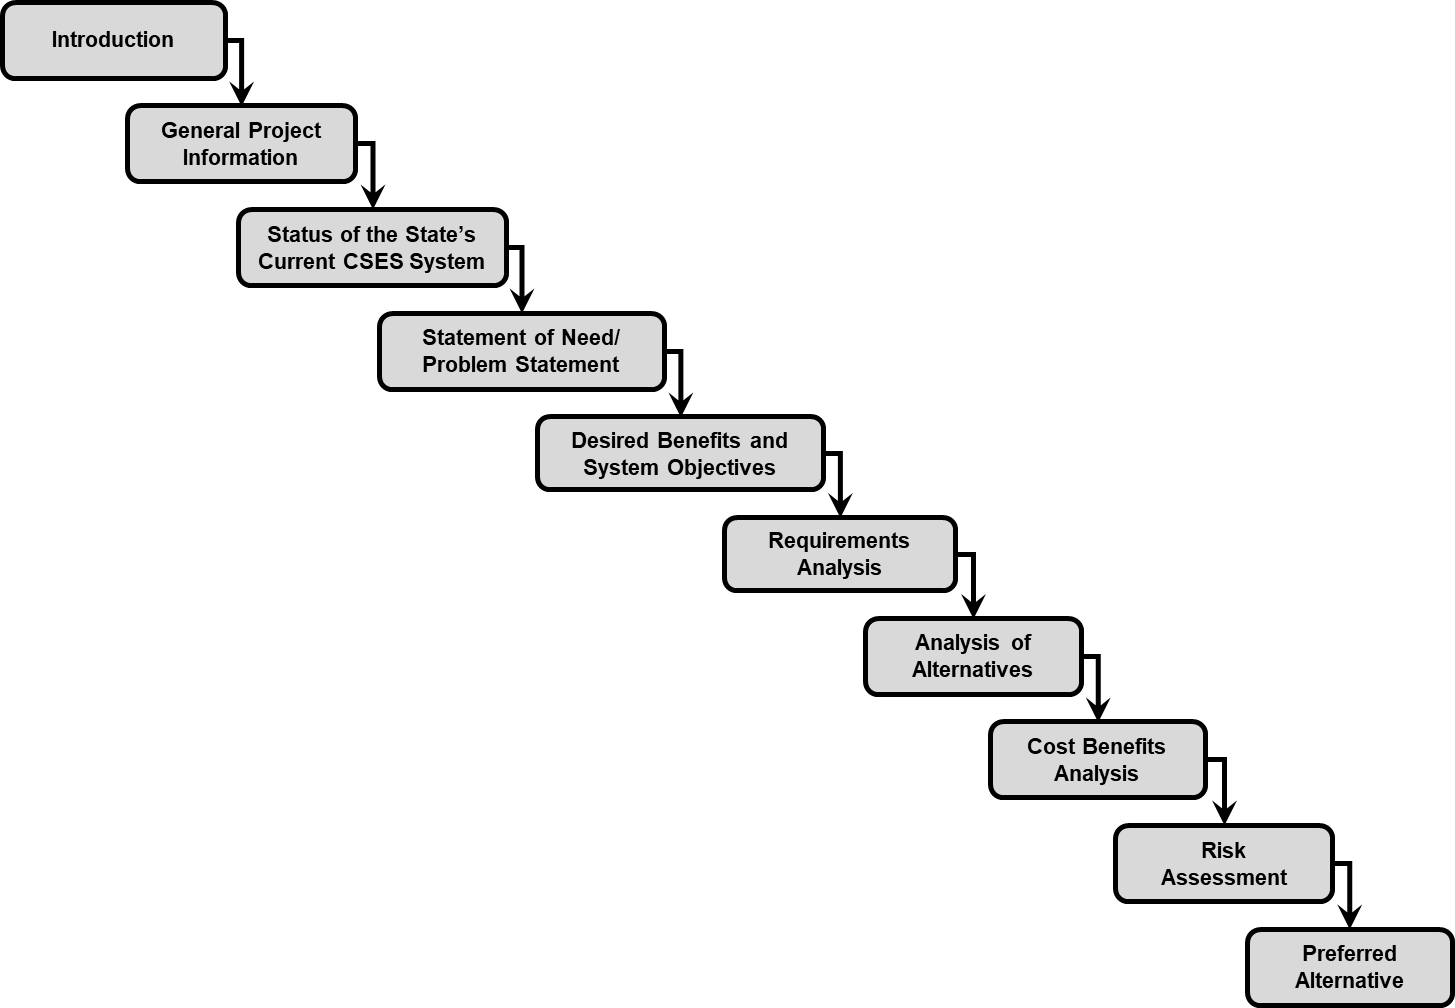 Introduction
General Project
Information
Status of the State’s
Current CSES System
Statement of Need/
Problem Statement
Desired Benefits and
System Objectives
Requirements
Analysis
Analysis of
Alternatives
Cost Benefits
Analysis
Risk
Assessment
Preferred
Alternative